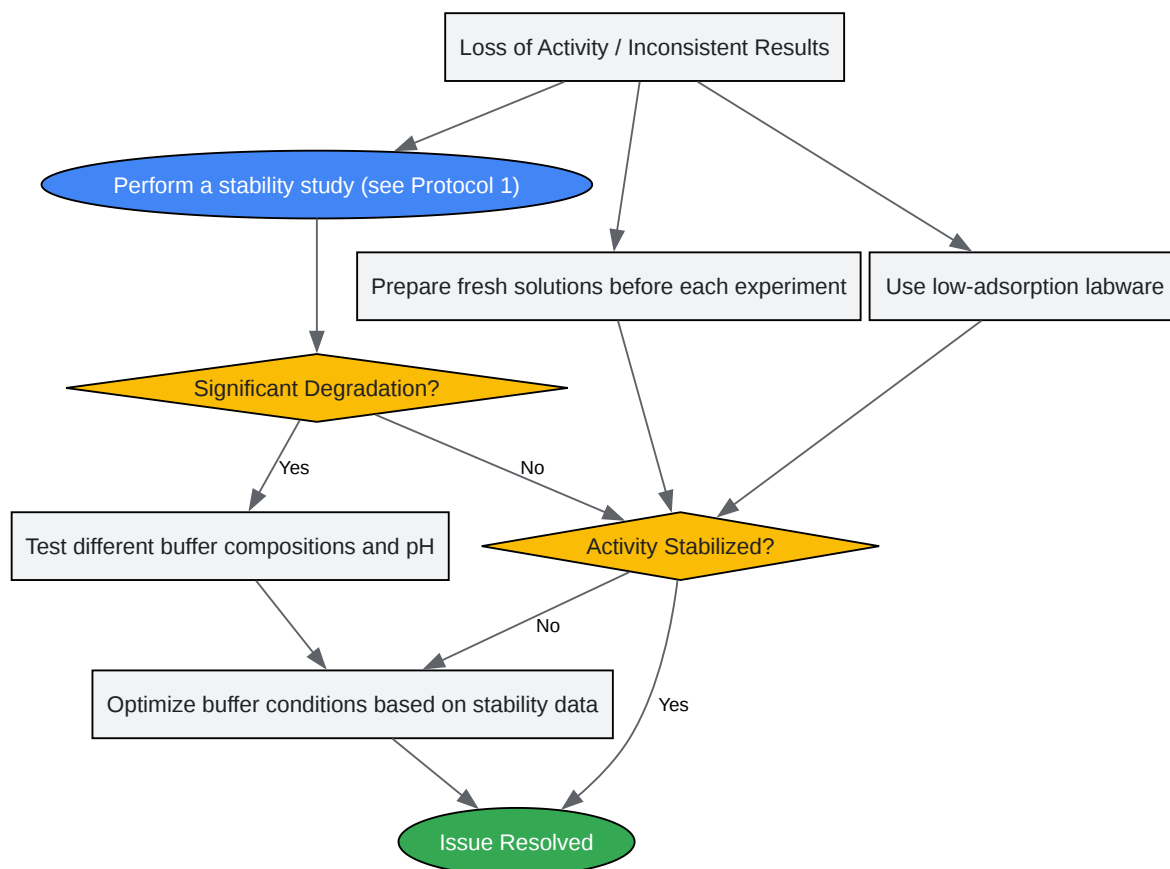 Loss of Activity / Inconsistent Results
Perform a stability study (see Protocol 1)
Prepare fresh solutions before each experiment
Use low-adsorption labware
Significant Degradation?
Yes
No
Test different buffer compositions and pH
Activity Stabilized?
No
Optimize buffer conditions based on stability data
Yes
Issue Resolved